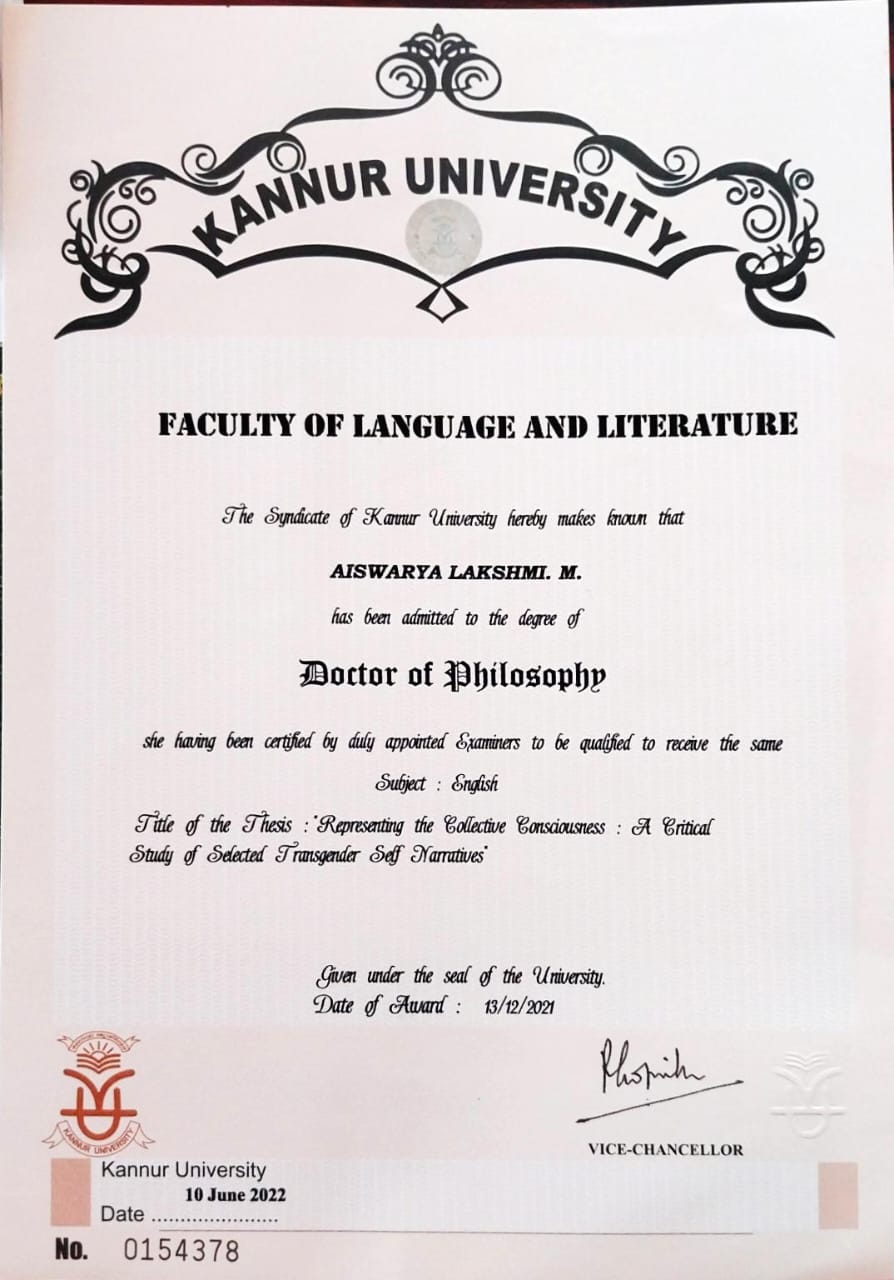 KANNUR UNIVERSITY
FACULTY OF LANGUAGE AND LITERATURE
The Syndicate of Kannur University hereby makes known that
AISWARYA LAKSHMI. M.
has been admitted to the degree of
Doctor of Philosophy
she having been certified by duly appointed Examiners to be qualified to receive the same
Subject : English
Title of the Thesis : "Representing the Collective Consciousness : A Critical
Study of Selected Transgender Self Narratives"
Given under the seal of the University.
Date of Award : 13/12/2021
KANNUR UNIVERSITY
VICE-CHANCELLOR
Kannur University
10 June 2022
Date ......................
No. 0154378